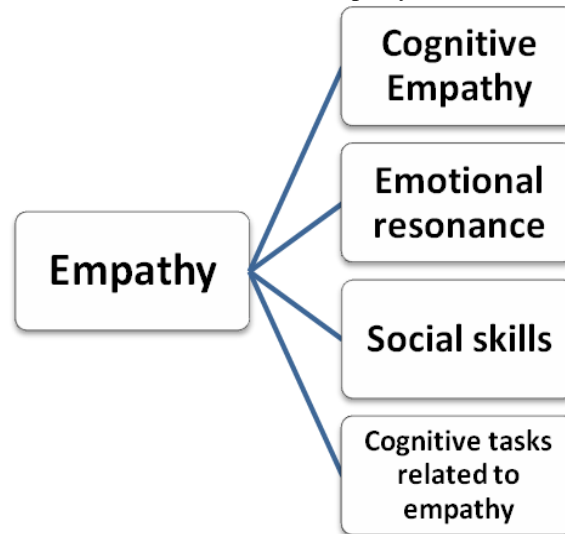 Cognitive
Empathy
Emotional
resonance
Empathy
Social skills
Cognitive tasks
related to
empathy